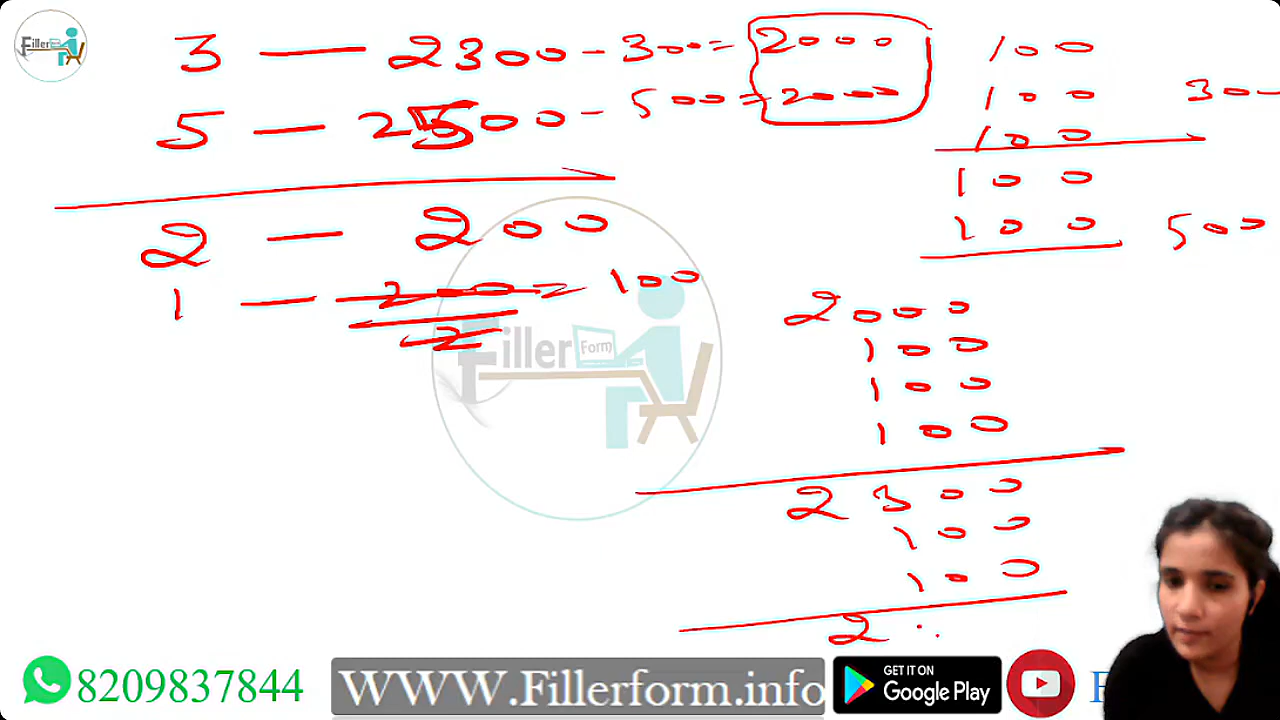 Filler
3 — 2300 - 300 = 2000
5 — 2500 - 500 = 2000
2 — 200
1 — 200/2 = 100
100
100 300
100
100
100 500
2000
100
100
100
2300
100
100
2
Filler Form
8209837844
WWW.Fillerform.info
GET IT ON
Google Play
F